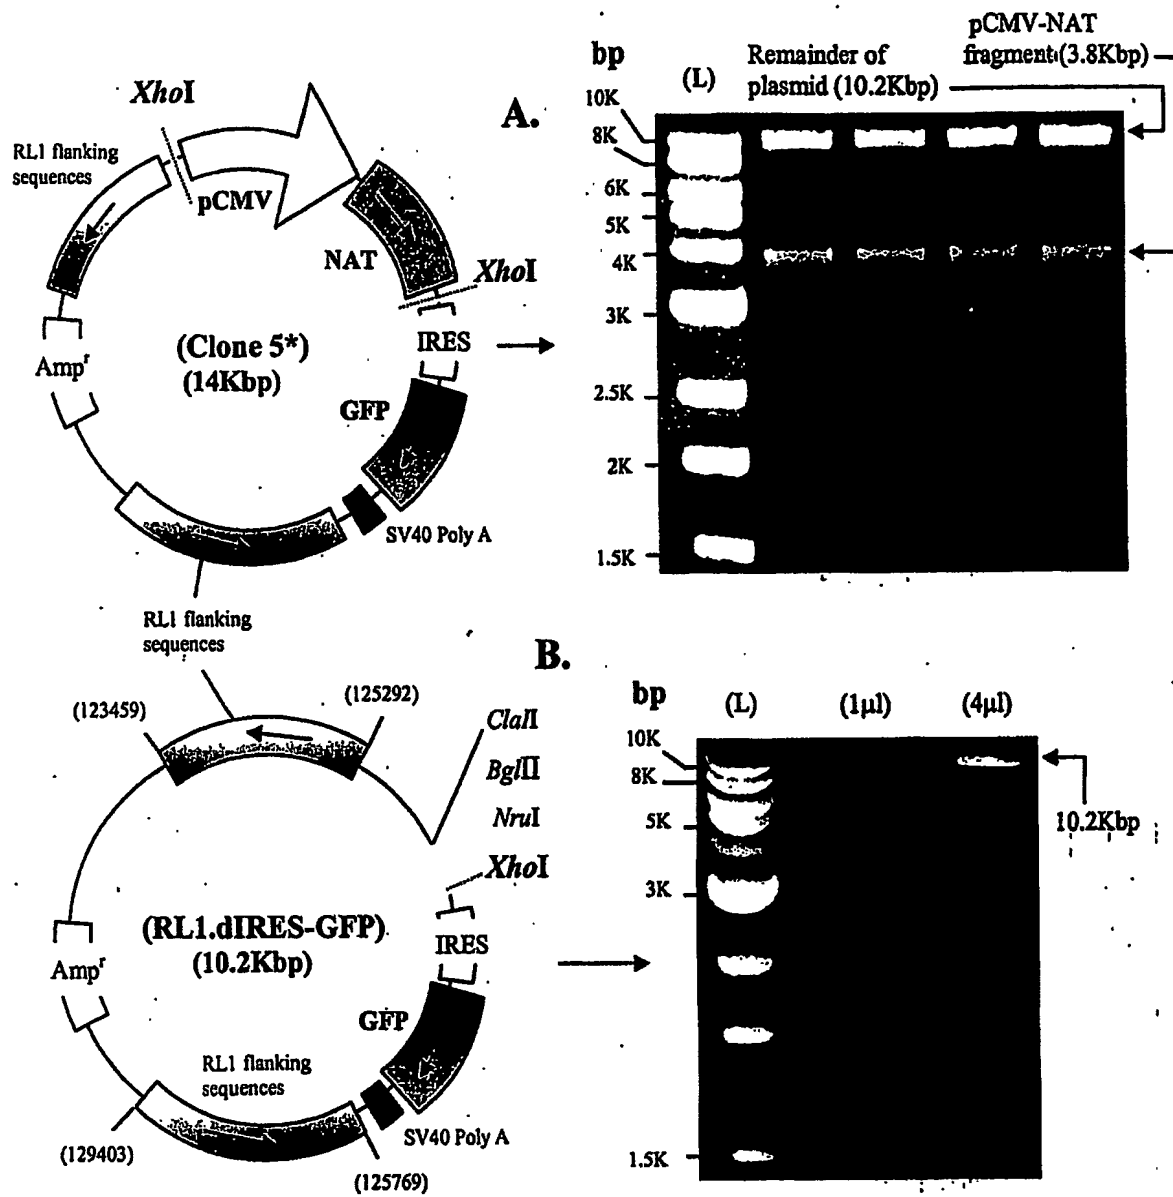 A.
XhoI
RL1 flanking
sequences
pCMV
NAT
XhoI
IRES
(Clone 5*)
(14Kbp)
Amp^r
GFP
SV40 Poly A
RL1 flanking
sequences
bp
(L)
Remainder of
plasmid (10.2Kbp)
pCMV-NAT
fragment (3.8Kbp)
10K
8K
6K
5K
4K
3K
2.5K
2K
1.5K
B.
(123459)
(125292)
ClaII
BglII
NruI
XhoI
(RL1.dIRES-GFP)
(10.2Kbp)
IRES
Amp^r
GFP
RL1 flanking
sequences
SV40 Poly A
(129403)
(125769)
bp
(L)
(1µl)
(4µl)
10K
8K
5K
3K
1.5K
10.2Kbp